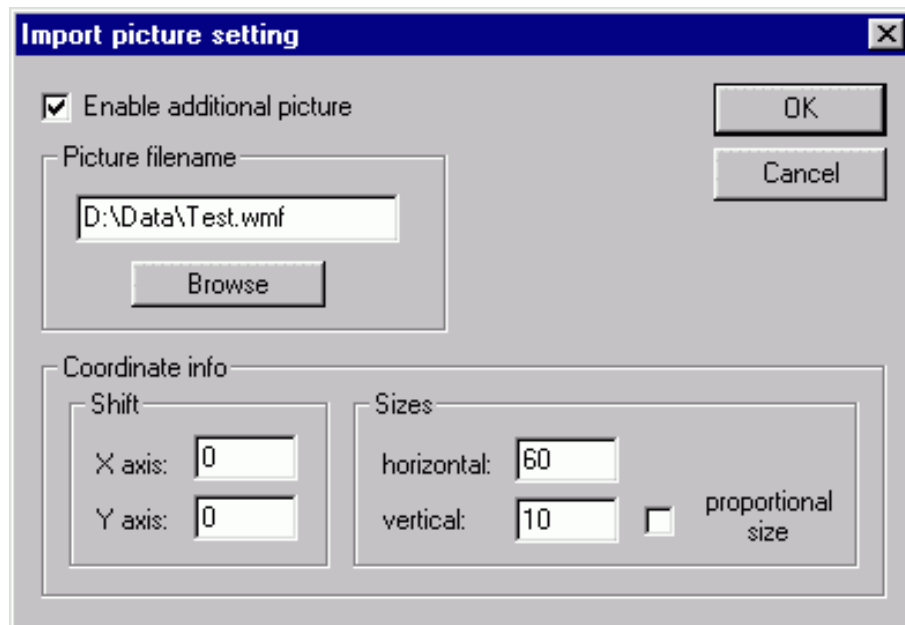 Import picture setting
Enable additional picture
OK
Picture filename
Cancel
D:\Data\Test.wmf
Browse
Coordinate info
Shift
X axis: 0
Y axis: 0
Sizes
horizontal: 60
vertical: 10
proportional
size